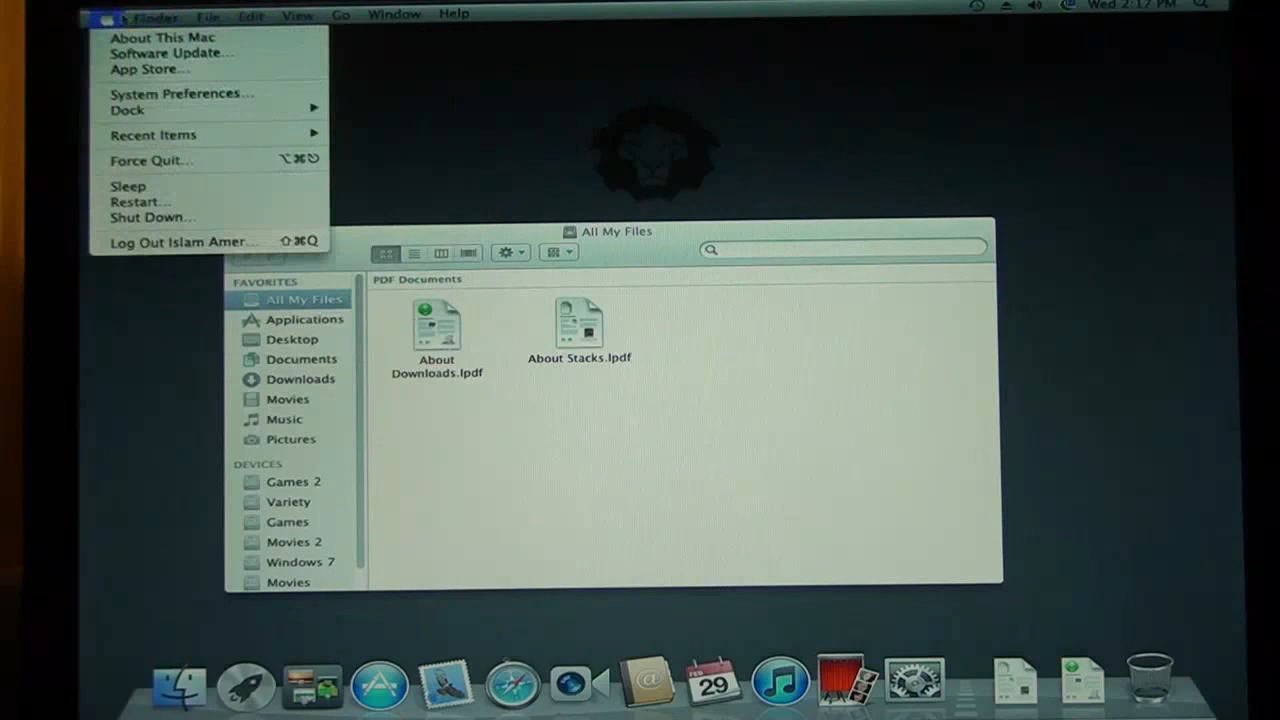 Finder File Edit View Go Window Help
Wed 2:17 PM
About This Mac
Software Update...
App Store...
System Preferences...
Dock
Recent Items
Force Quit... ⌥⌘⎋
Sleep
Restart...
Shut Down...
Log Out Islam Amer... ⇧⌘Q
All My Files
FAVORITES
All My Files
Applications
Desktop
Documents
Downloads
Movies
Music
Pictures
DEVICES
Games 2
Variety
Games
Movies 2
Windows 7
Movies
PDF Documents
About
Downloads.lpdf
About Stacks.lpdf
FEB
29